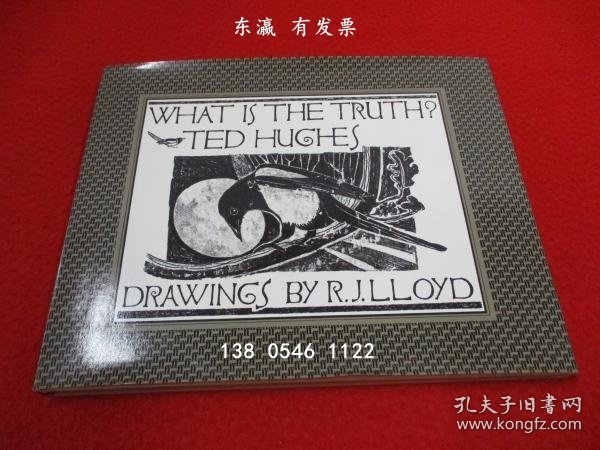 东瀛 有发票
WHAT IS THE TRUTH?
TED HUGHES
DRAWINGS BY R.J.LLOYD
138 0546 1122
孔夫子旧書网
www.kongfz.com